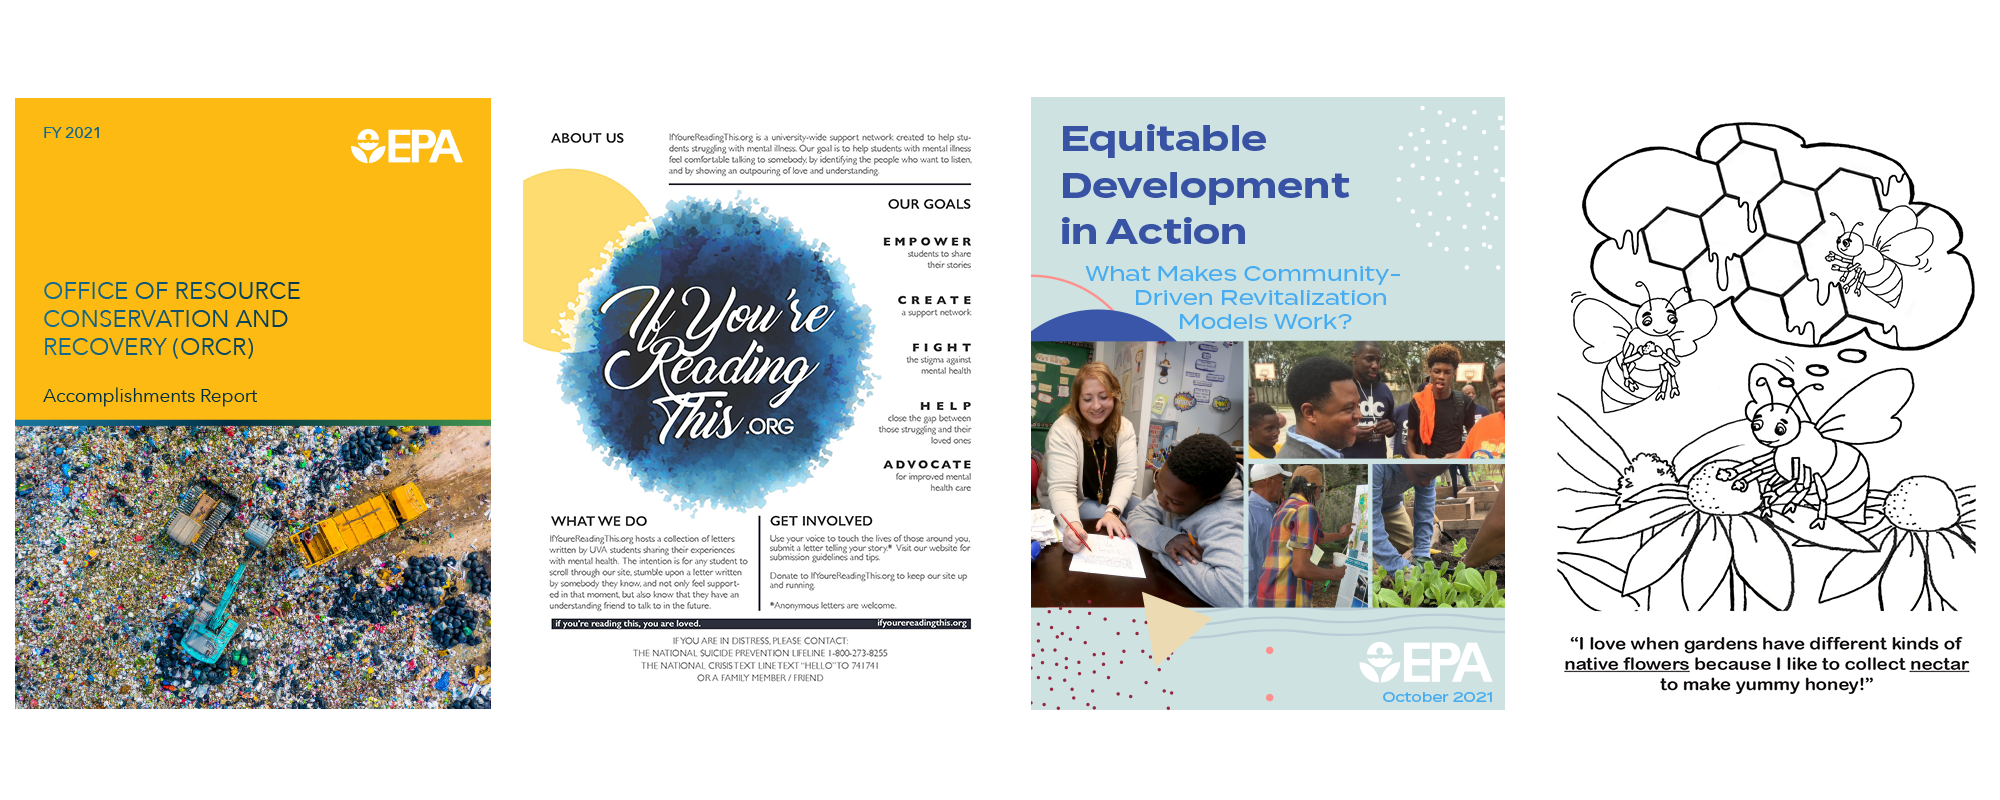 FY 2021
EPA
OFFICE OF RESOURCE
CONSERVATION AND
RECOVERY (ORCR)
Accomplishments Report
ABOUT US
IfYoureReadingThis.org is a university-wide support network created to help stu-
dents struggling with mental illness. Our goal is to help students with mental illness
feel comfortable talking to somebody, by identifying the people who want to listen,
and by showing an outpouring of love and understanding.
OUR GOALS
EMPOWER
students to share
their stories
CREATE
a support network
FIGHT
the stigma against
mental health
HELP
close the gap between
those struggling and their
loved ones
ADVOCATE
for improved mental
health care
If You're
Reading
This.ORG
WHAT WE DO
IfYoureReadingThis.org hosts a collection of letters
written by UVA students sharing their experiences
with mental health. The intention is for any student to
scroll through our site, stumble upon a letter written
by somebody they know, and not only feel support-
ed in that moment, but also know that they have an
understanding friend to talk to in the future.
GET INVOLVED
Use your voice to touch the lives of those around you,
submit a letter telling your story.* Visit our website for
submission guidelines and tips.
Donate to IfYoureReadingThis.org to keep our site up
and running.
*Anonymous letters are welcome.
if you're reading this, you are loved.
ifyourereadingthis.org
IF YOU ARE IN DISTRESS, PLEASE CONTACT:
THE NATIONAL SUICIDE PREVENTION LIFELINE 1-800-273-8255
THE NATIONAL CRISIS TEXT LINE TEXT "HELLO" TO 741741
OR A FAMILY MEMBER / FRIEND
Equitable
Development
in Action
What Makes Community-
Driven Revitalization
Models Work?
EPA
October 2021
“I love when gardens have different kinds of
native flowers because I like to collect nectar
to make yummy honey!”